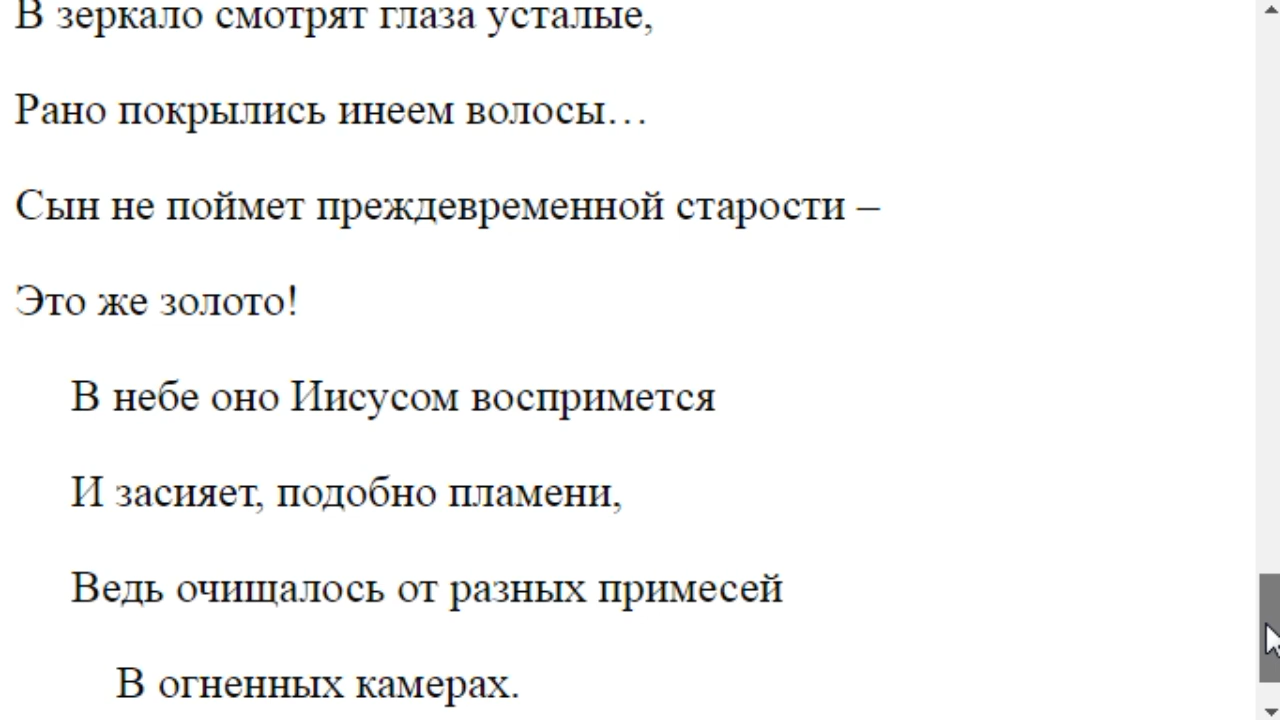 В зеркало смотрят глаза усталые,
Рано покрылись инеем волосы…
Сын не поймет преждевременной старости –
Это же золото!
В небе оно Иисусом воспримется
И засияет, подобно пламени,
Ведь очищалось от разных примесей
В огненных камерах.